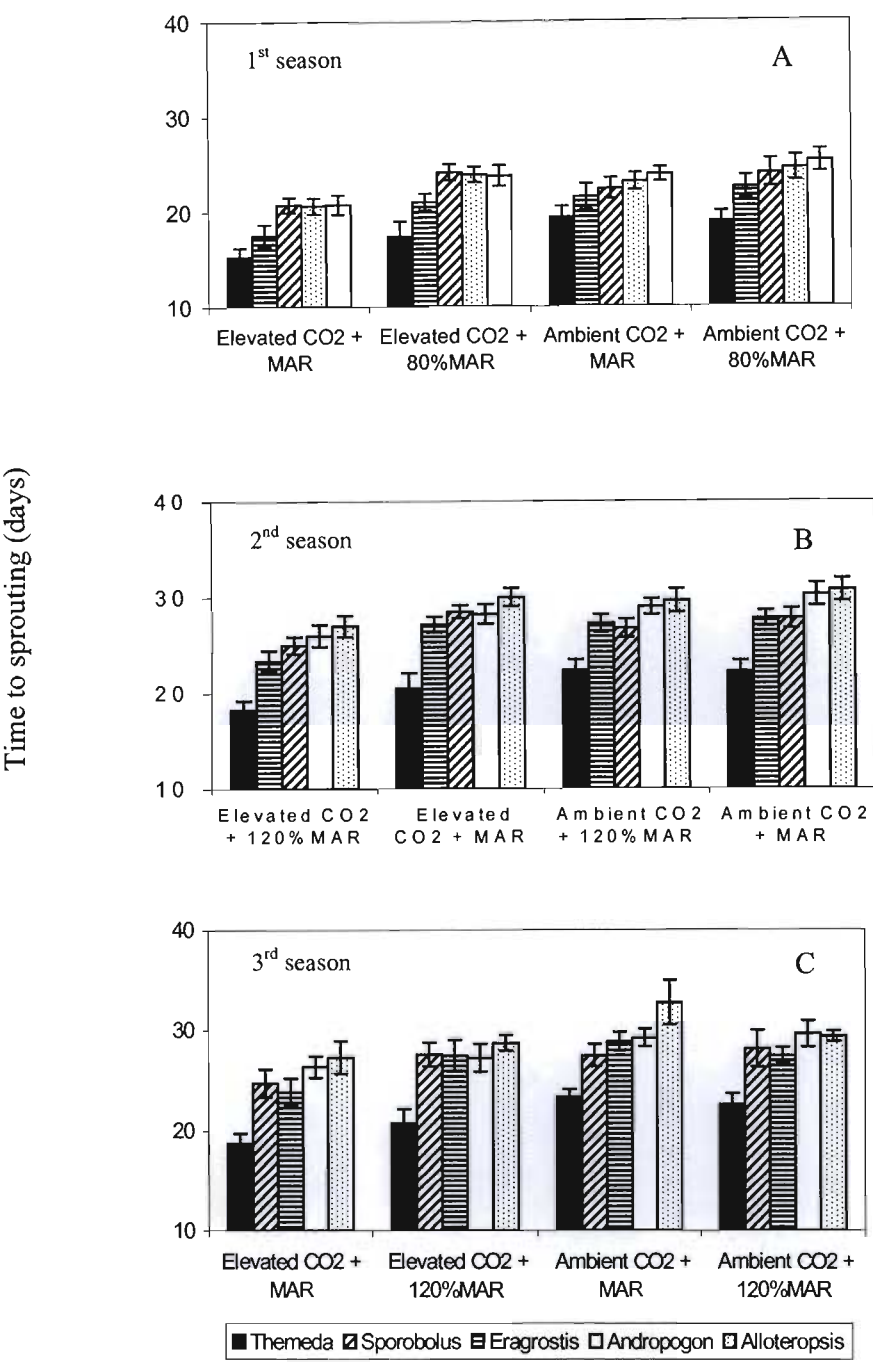 Time to sprouting (days)
40
30
20
10
1st season
A
Elevated CO2 + MAR
Elevated CO2 + 80%MAR
Ambient CO2 + MAR
Ambient CO2 + 80%MAR
40
30
20
10
2nd season
B
Elevated CO2 + 120% MAR
Elevated CO2 + MAR
Ambient CO2 + 120% MAR
Ambient CO2 + MAR
40
30
20
10
3rd season
C
Elevated CO2 + MAR
Elevated CO2 + 120%MAR
Ambient CO2 + MAR
Ambient CO2 + 120%MAR
Themeda Sporobolus Eragrostis Andropogon Alloteropsis